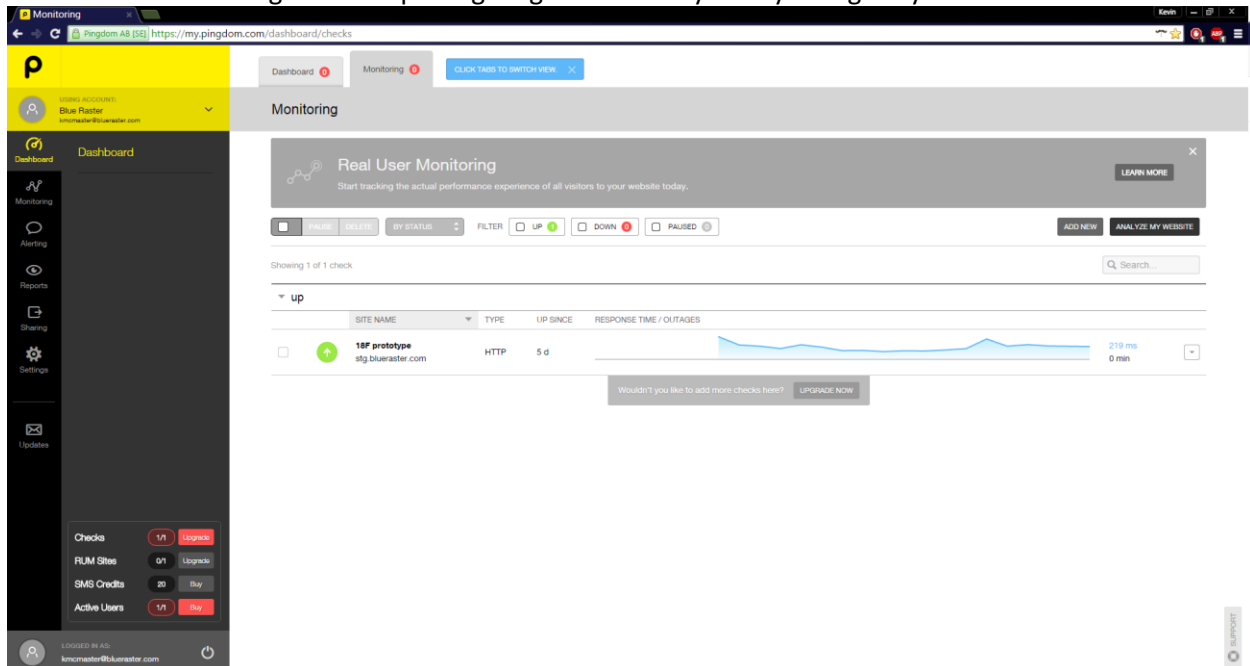 Monitoring
Kevin
Pingdom AB [SE] https://my.pingdom.com/dashboard/checks
p
Dashboard 0
Monitoring 0
CLICK TABS TO SWITCH VIEW.
USING ACCOUNT:
Blue Raster
kmcmaster@blueraster.com
Monitoring
Dashboard
Dashboard
Monitoring
Alerting
Reports
Sharing
Settings
Updates
Real User Monitoring
Start tracking the actual performance experience of all visitors to your website today.
LEARN MORE
PAUSE DELETE BY STATUS FILTER UP 1 DOWN 0 PAUSED 0 ADD NEW ANALYZE MY WEBSITE
Showing 1 of 1 check
Search...
up
SITE NAME TYPE UP SINCE RESPONSE TIME / OUTAGES
18F prototype
stg.blueraster.com
HTTP 5 d
219 ms
0 min
Wouldn't you like to add more checks here? UPGRADE NOW
Checks 1/1 Upgrade
RUM Sites 0/1 Upgrade
SMS Credits 20 Buy
Active Users 1/1 Buy
LOGGED IN AS:
kmcmaster@blueraster.com
SUPPORT